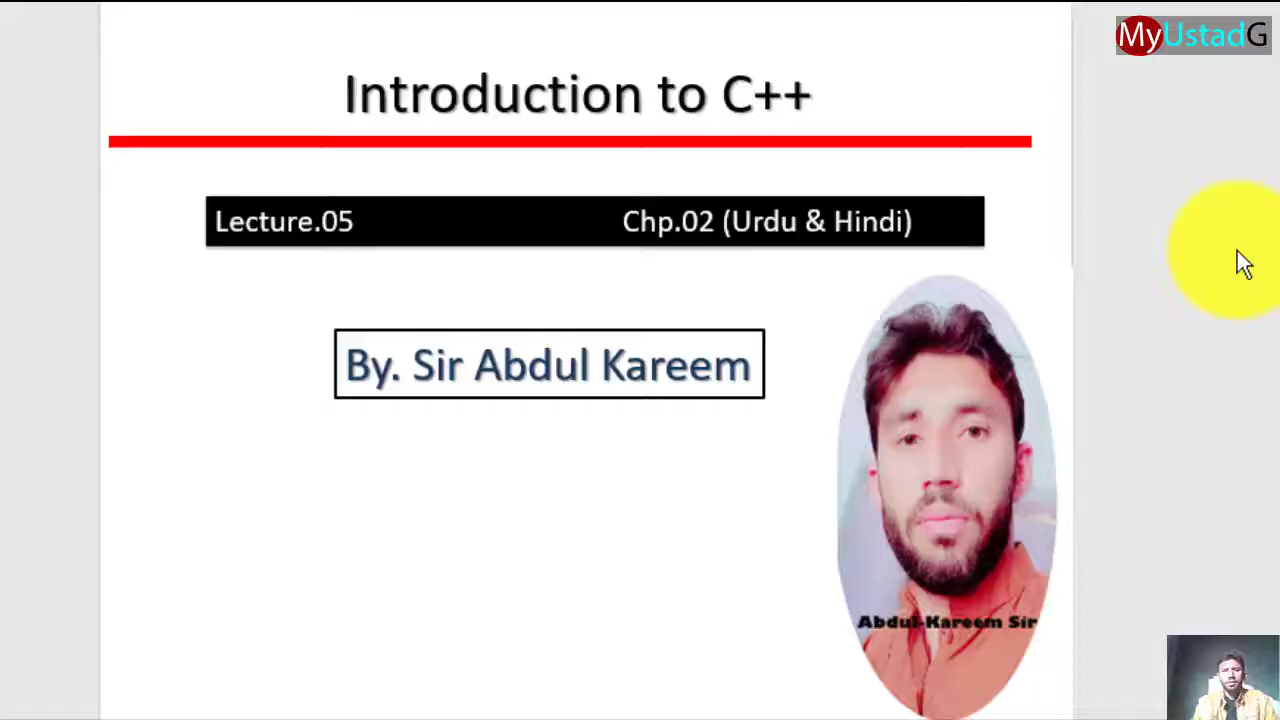 MyUstadG
Introduction to C++
Lecture.05 Chp.02 (Urdu & Hindi)
By. Sir Abdul Kareem
Abdul-Kareem Sir